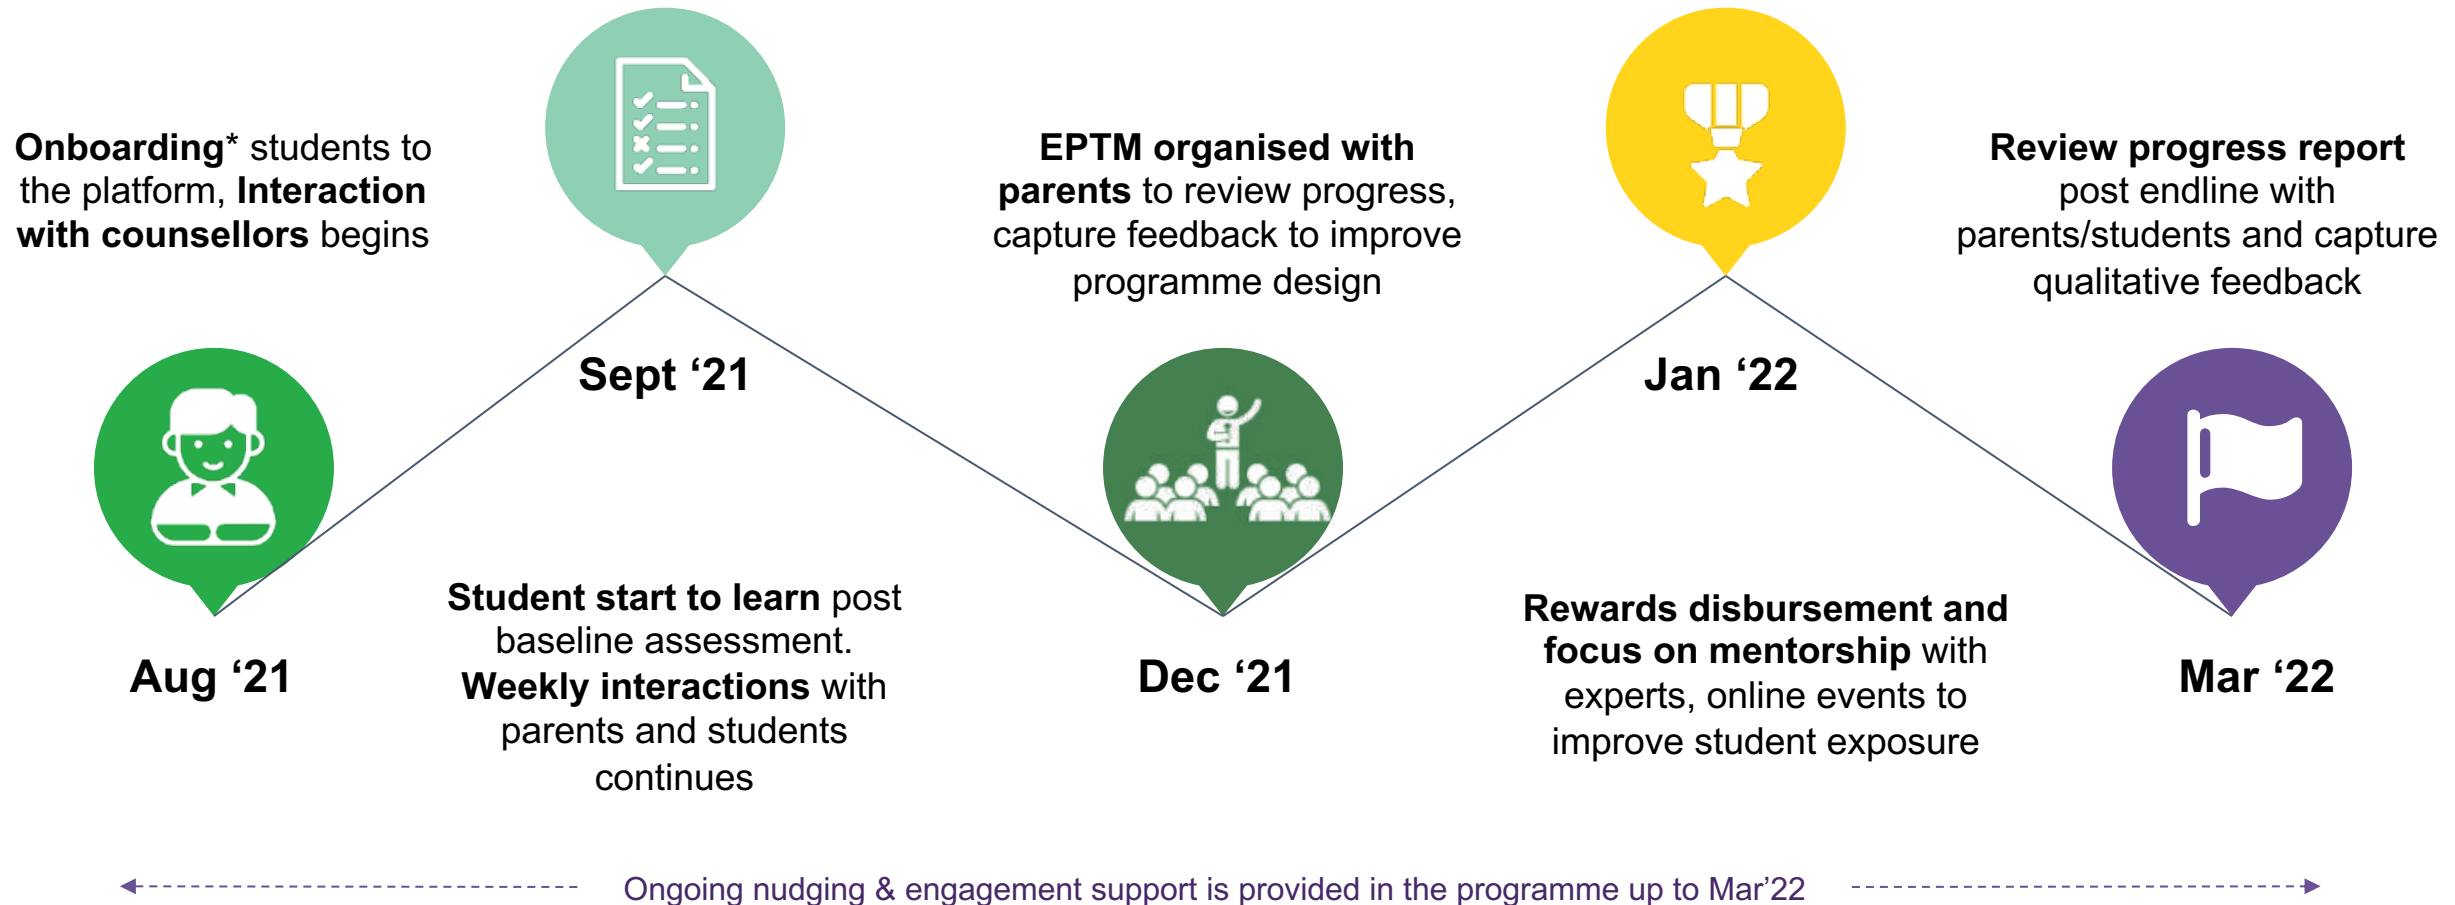 Onboarding* students to
the platform, Interaction
with counsellors begins
Aug ‘21
Sept ‘21
Student start to learn post
baseline assessment.
Weekly interactions with
parents and students
continues
EPTM organised with
parents to review progress,
capture feedback to improve
programme design
Dec ‘21
Jan ‘22
Rewards disbursement and
focus on mentorship with
experts, online events to
improve student exposure
Review progress report
post endline with
parents/students and capture
qualitative feedback
Mar ‘22
Ongoing nudging & engagement support is provided in the programme up to Mar’22